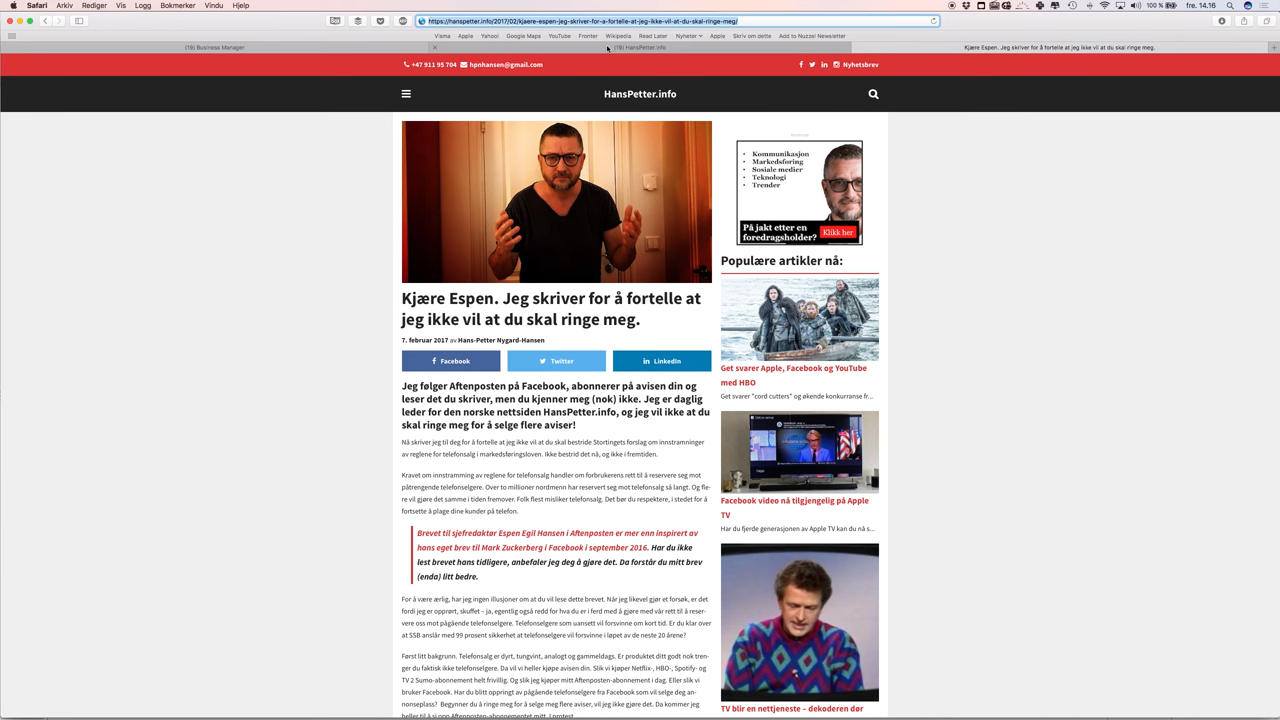 Safari Arkiv Rediger Vis Logg Bokmerker Vindu Hjelp
fre. 14.16
https://hanspetter.info/2017/02/kjaere-espen-jeg-skriver-for-a-fortelle-at-jeg-ikke-vil-at-du-skal-ringe-meg/
Visma Apple Yahoo! Google Maps YouTube Fronter Wikipedia Read Later Nyheter Apple Skriv om dette Add to Nuzzel Newsletter
(19) Business Manager
(19) HansPetter.info
Kjære Espen. Jeg skriver for å fortelle at jeg ikke vil at du skal ringe meg.
+47 911 95 704 hpnhansen@gmail.com
Nyhetsbrev
HansPetter.info
Kjære Espen. Jeg skriver for å fortelle at
jeg ikke vil at du skal ringe meg.
7. februar 2017 av Hans-Petter Nygard-Hansen
Facebook
Twitter
LinkedIn
Jeg følger Aftenposten på Facebook, abonnerer på avisen din og
leser det du skriver, men du kjenner meg (nok) ikke. Jeg er daglig
leder for den norske nettsiden HansPetter.info, og jeg vil ikke at du
skal ringe meg for å selge flere aviser!
Nå skriver jeg til deg for å fortelle at jeg ikke vil at du skal bestride Stortingets forslag om innstramninger
av reglene for telefonsalg i markedsføringsloven. Ikke bestrid det nå, og ikke i fremtiden.
Kravet om innstramming av reglene for telefonsalg handler om forbrukerens rett til å reservere seg mot
påtrengende telefonselgere. Over to millioner nordmenn har reservert seg mot telefonsalg så langt. Og fle-
re vil gjøre det samme i tiden fremover. Folk flest misliker telefonsalg. Det bør du respektere, i stedet for å
fortsette å plage dine kunder på telefon.
Brevet til sjefredaktør Espen Egil Hansen i Aftenposten er mer enn inspirert av
hans eget brev til Mark Zuckerberg i Facebook i september 2016. Har du ikke
lest brevet hans tidligere, anbefaler jeg deg å gjøre det. Da forstår du mitt brev
(enda) litt bedre.
For å være ærlig, har jeg ingen illusjoner om at du vil lese dette brevet. Når jeg likevel gjør et forsøk, er det
fordi jeg er opprørt, skuffet – ja, egentlig også redd for hva du er i ferd med å gjøre med vår rett til å reser-
vere oss mot pågående telefonselgere. Telefonselgere som uansett vil forsvinne om kort tid. Er du klar over
at SSB anslår med 99 prosent sikkerhet at telefonselgere vil forsvinne i løpet av de neste 20 årene?
Først litt bakgrunn. Telefonsalg er dyrt, tungvint, analogt og gammeldags. Er produktet ditt godt nok tren-
ger du faktisk ikke telefonselgere. Da vil vi heller kjøpe avisen din. Slik vi kjøper Netflix-, HBO-, Spotify- og
TV 2 Sumo-abonnement helt frivillig. Og slik jeg kjøper mitt Aftenposten-abonnement i dag. Eller slik vi
bruker Facebook. Har du blitt oppringt av pågående telefonselgere fra Facebook som vil selge deg an-
nonseplass? Begynner du å ringe meg for å selge meg flere aviser, vil jeg ikke gjøre det. Da kommer jeg
heller til å si opp Aftenposten-abonnementet mitt. I protest.
Annonse
• Kommunikasjon
• Markedsføring
• Sosiale medier
• Teknologi
• Trender
På jakt etter en
foredragsholder?
Klikk her
Populære artikler nå:
Get svarer Apple, Facebook og YouTube
med HBO
Get svarer "cord cutters" og økende konkurranse fr...
Facebook video nå tilgjengelig på Apple
TV
Har du fjerde generasjonen av Apple TV kan du nå s...
TV blir en nettjeneste – dekoderen dør